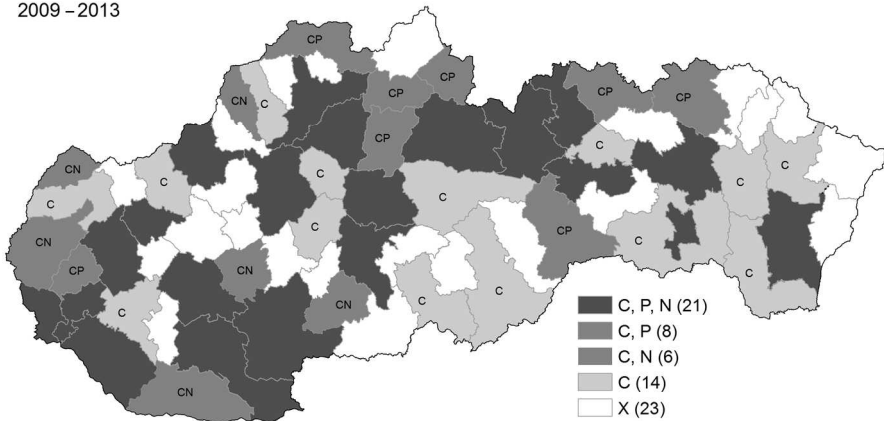 2009 – 2013
CP
CP
CP
CP
CP
CN
C
CP
C
CN
C
C
C
C
C
C
CN
C
CP
CN
C
CP
C
C
CN
C
C
CN
C, P, N (21)
C, P (8)
C, N (6)
C (14)
X (23)